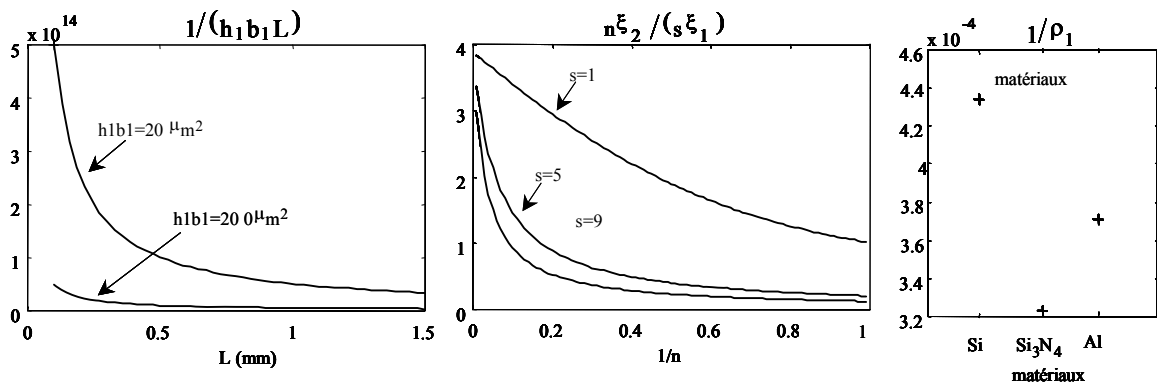 1/(h1b1L)
x 10^14
5
4
3
2
1
0
h1b1=20 μm²
h1b1=20 0μm²
0
0.5
1
1.5
L (mm)
nξ2/(sξ1)
4
3
2
1
0
s=1
s=5
s=9
0
0.2
0.4
0.6
0.8
1
1/n
1/ρ1
x 10^-4
4.6
4.4
4.2
4
3.8
3.6
3.4
3.2
matériaux
Si
Si3N4
Al
matériaux